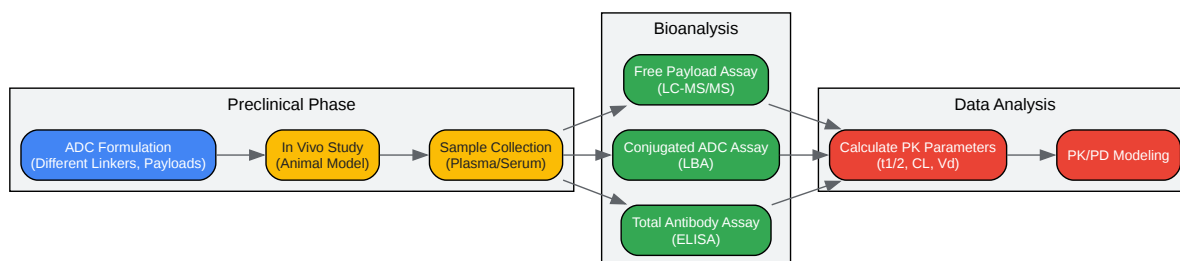 Preclinical Phase
ADC Formulation
(Different Linkers, Payloads)
In Vivo Study
(Animal Model)
Sample Collection
(Plasma/Serum)
Bioanalysis
Free Payload Assay
(LC-MS/MS)
Conjugated ADC Assay
(LBA)
Total Antibody Assay
(ELISA)
Data Analysis
Calculate PK Parameters
(t1/2, CL, Vd)
PK/PD Modeling